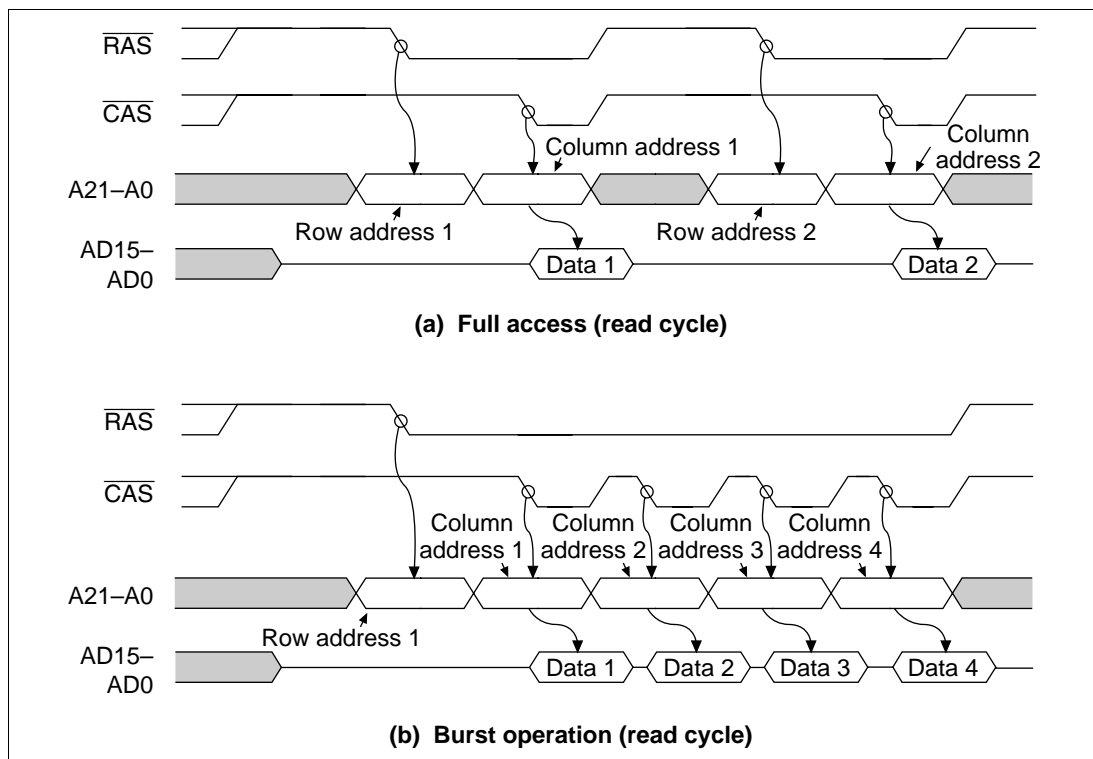 RAS
CAS
Column address 1
Column
address 2
A21–A0
Row address 1
Row address 2
AD15–
AD0
Data 1
Data 2
(a) Full access (read cycle)
RAS
CAS
Column
address 1
Column
address 2
Column
address 3
Column
address 4
A21–A0
Row address 1
AD15–
AD0
Data 1
Data 2
Data 3
Data 4
(b) Burst operation (read cycle)